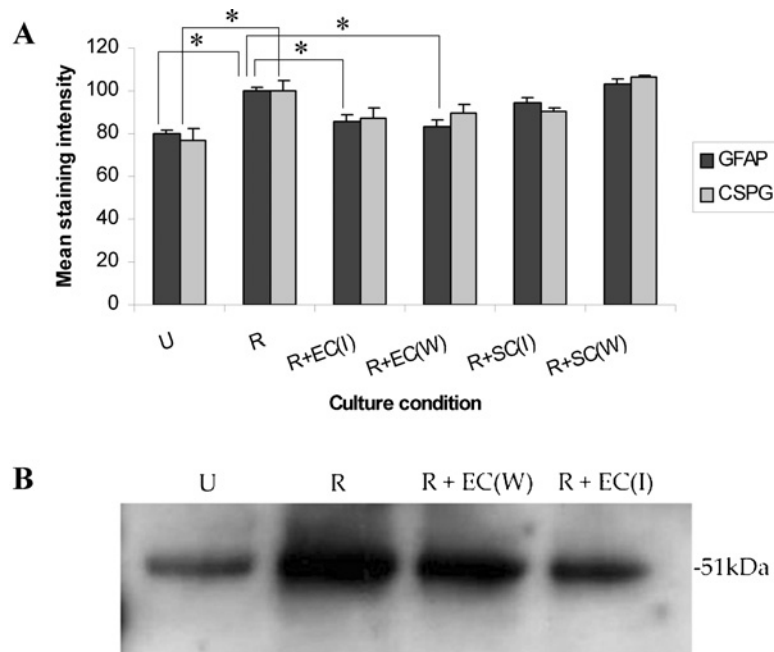 A
* * * *
120
100
80
60
40
20
0
Mean staining intensity
U R R+EC(I) R+EC(W) R+SC(I) R+SC(W)
Culture condition
GFAP
CSPG
B
U R R + EC(W) R + EC(I)
-51kDa